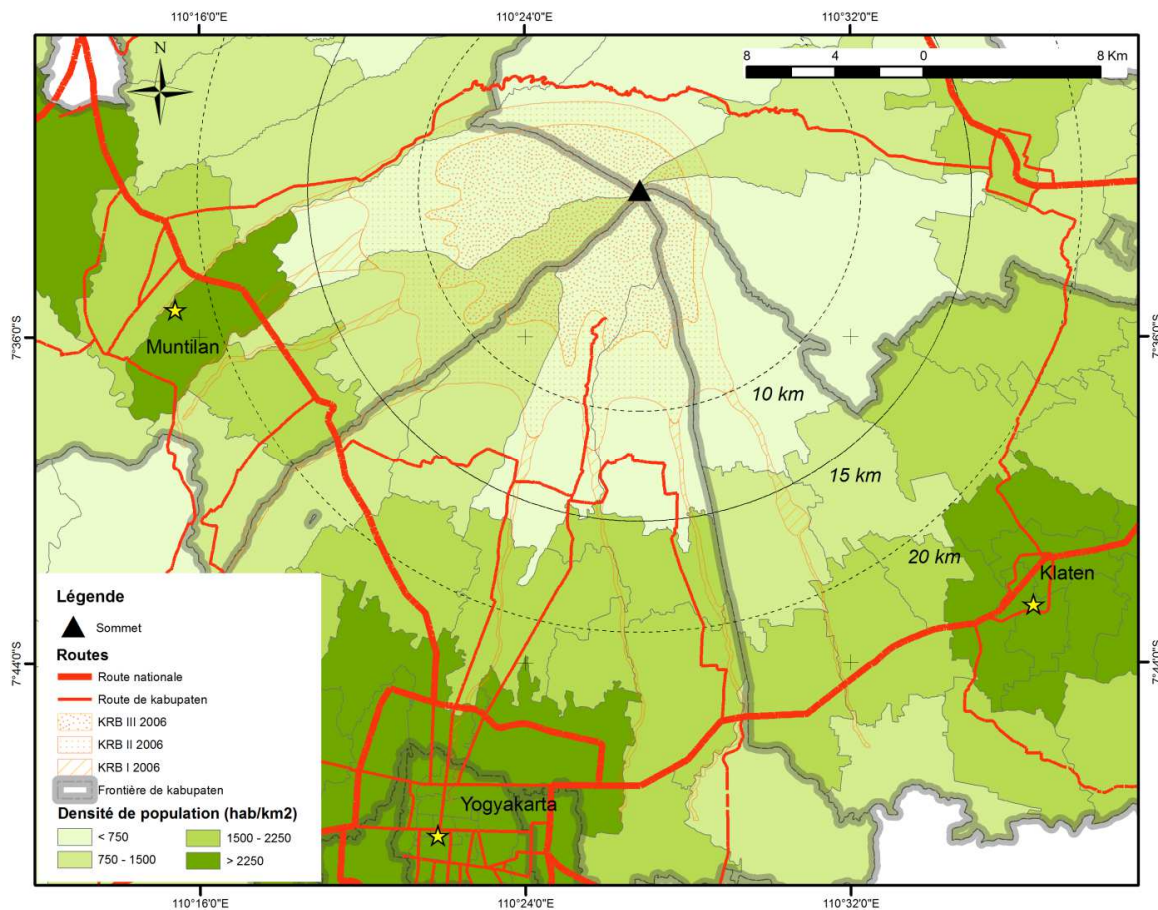 110°16'0"E
110°24'0"E
110°32'0"E
N
8 4 0 8 Km
7°36'0"S
7°36'0"S
Muntilan
10 km
15 km
20 km
Klaten
7°44'0"S
7°44'0"S
Yogyakarta
Légende
Sommet
Routes
Route nationale
Route de kabupaten
KRB III 2006
KRB II 2006
KRB I 2006
Frontière de kabupaten
Densité de population (hab/km2)
< 750
1500 - 2250
750 - 1500
> 2250
110°16'0"E
110°24'0"E
110°32'0"E